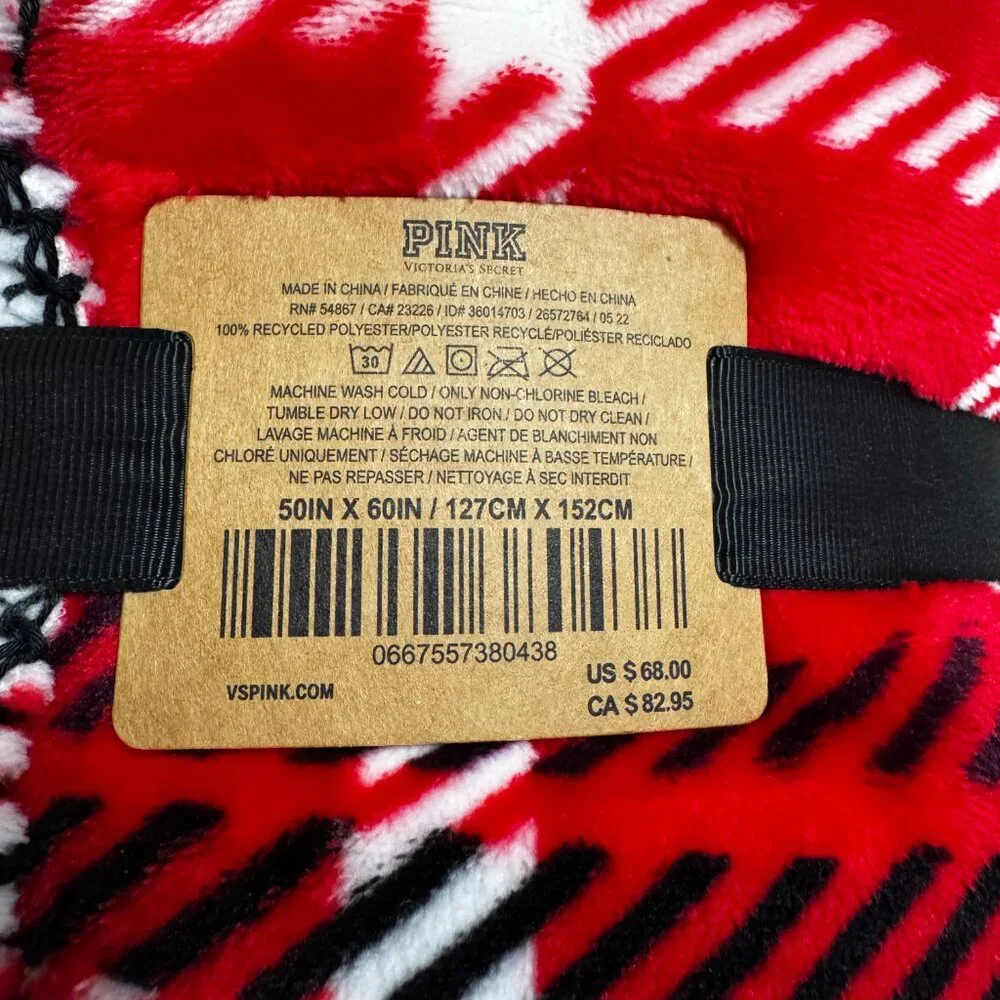 PINK
VICTORIA'S SECRET
MADE IN CHINA / FABRIQUÉ EN CHINE / HECHO EN CHINA
RN# 54867 / CA# 23226 / ID# 36014703 / 26572764 / 05 22
100% RECYCLED POLYESTER/POLYESTER RECYCLÉ/POLIÉSTER RECICLADO
30
MACHINE WASH COLD / ONLY NON-CHLORINE BLEACH /
TUMBLE DRY LOW / DO NOT IRON / DO NOT DRY CLEAN /
LAVAGE MACHINE À FROID / AGENT DE BLANCHIMENT NON
CHLORÉ UNIQUEMENT / SÉCHAGE MACHINE À BASSE TEMPÉRATURE /
NE PAS REPASSER / NETTOYAGE À SEC INTERDIT
50IN X 60IN / 127CM X 152CM
0667557380438
US $ 68.00
VSPINK.COM
CA $ 82.95